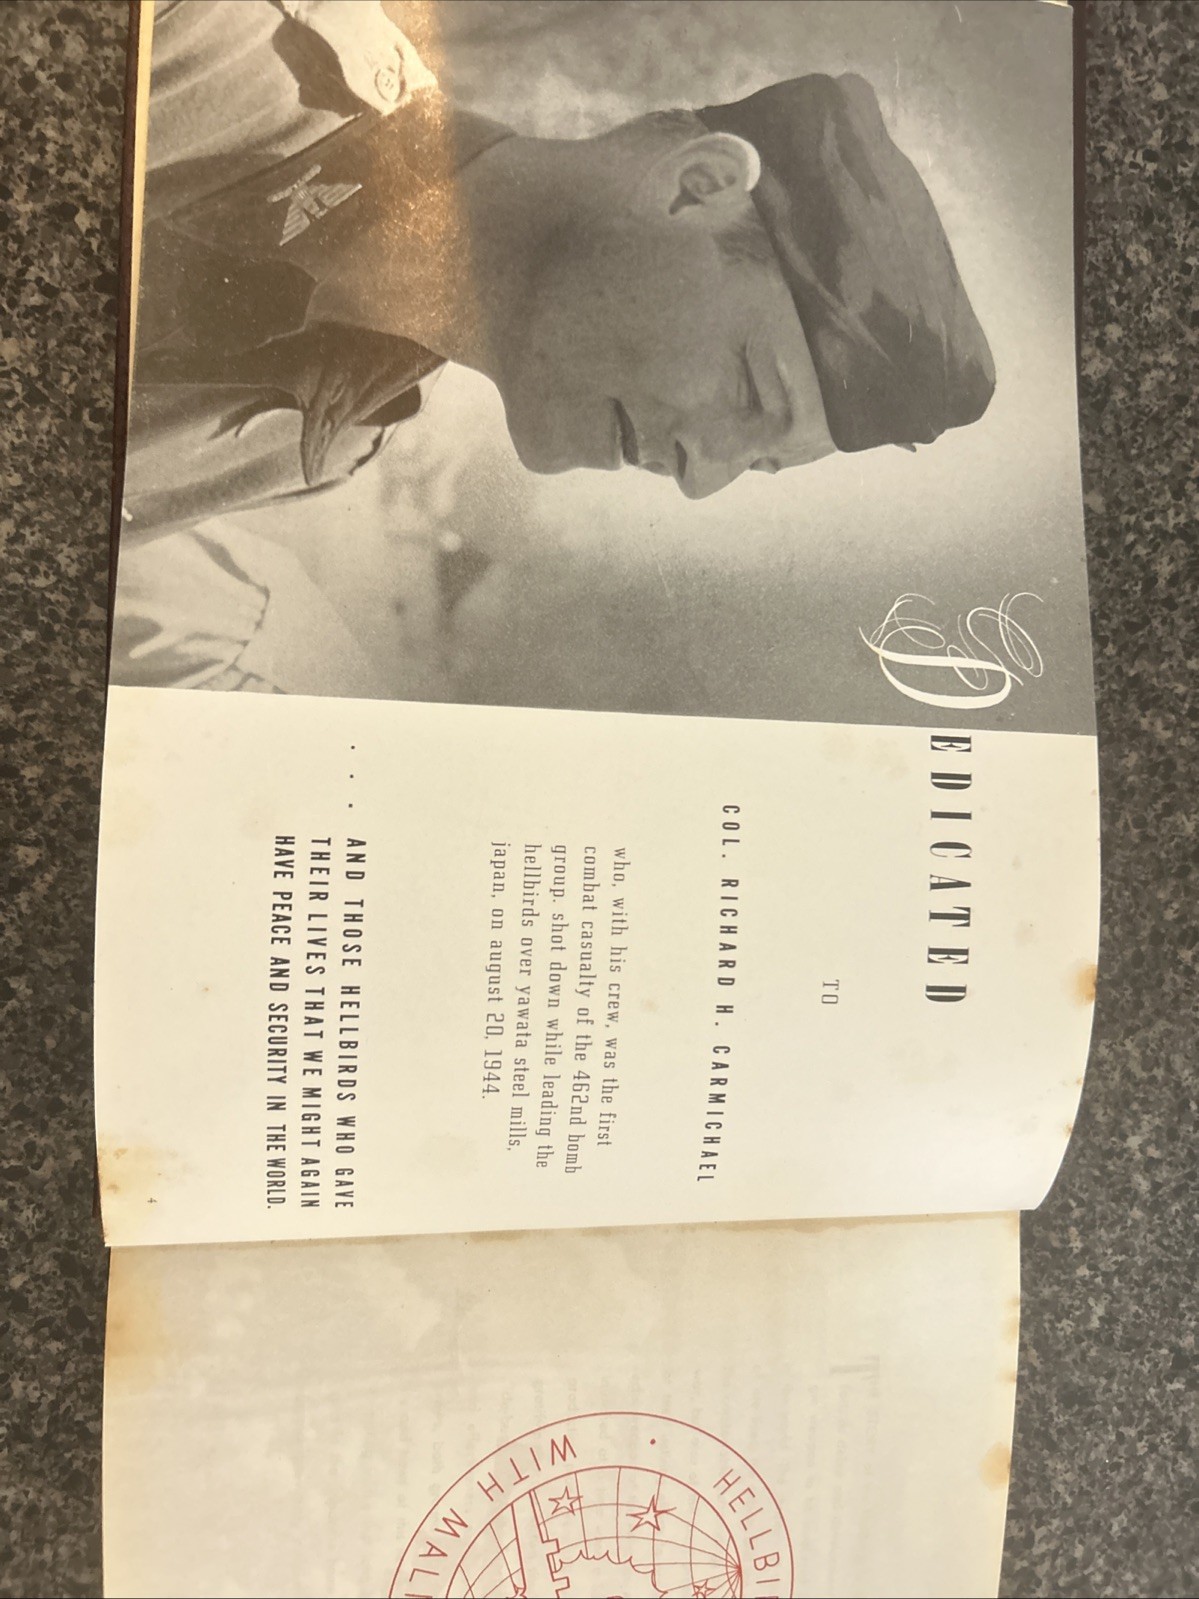 DEDICATED
TO
COL. RICHARD H. CARMICHAEL
who, with his crew, was the first
combat casualty of the 462nd bomb
group. shot down while leading the
hellbirds over yawata steel mills,
japan, on august 20, 1944.
. . . AND THOSE HELLBIRDS WHO GAVE
THEIR LIVES THAT WE MIGHT AGAIN
HAVE PEACE AND SECURITY IN THE WORLD.
4
HELLBI
WITH MALI